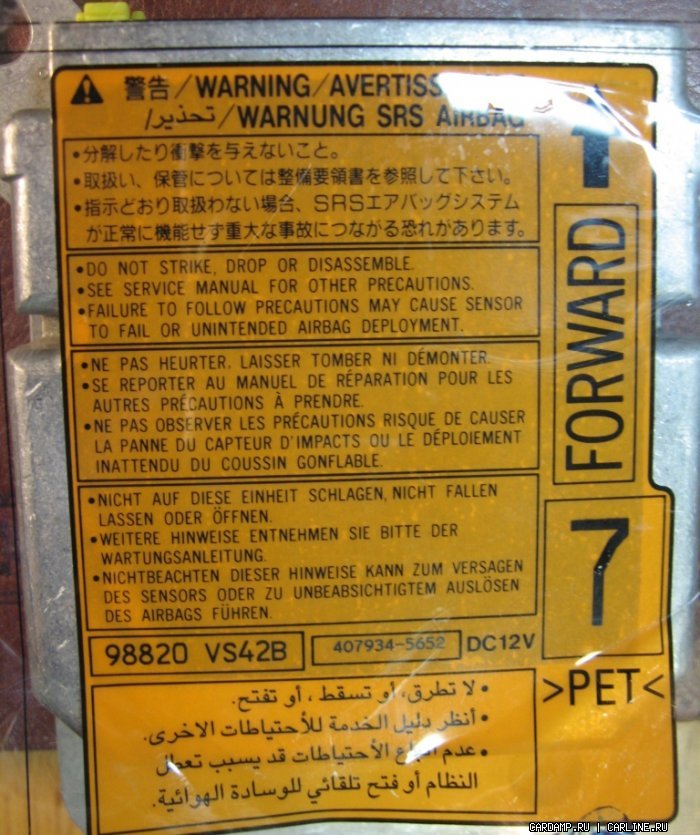 警告/WARNING/AVERTISS
تحذير/WARNUNG SRS AIRBAG
•分解したり衝撃を与えないこと。
•取扱い、保管については整備要領書を参照して下さい。
•指示どおり取扱わない場合、SRSエアバッグシステム
が正常に機能せず重大な事故につながる恐れがあります。
•DO NOT STRIKE, DROP OR DISASSEMBLE.
•SEE SERVICE MANUAL FOR OTHER PRECAUTIONS.
•FAILURE TO FOLLOW PRECAUTIONS MAY CAUSE SENSOR
TO FAIL OR UNINTENDED AIRBAG DEPLOYMENT.
•NE PAS HEURTER, LAISSER TOMBER NI DÉMONTER.
•SE REPORTER AU MANUEL DE RÉPARATION POUR LES
AUTRES PRÉCAUTIONS À PRENDRE.
•NE PAS OBSERVER LES PRÉCAUTIONS RISQUE DE CAUSER
LA PANNE DU CAPTEUR D'IMPACTS OU LE DÉPLOIEMENT
INATTENDU DU COUSSIN GONFLABLE.
•NICHT AUF DIESE EINHEIT SCHLAGEN, NICHT FALLEN
LASSEN ODER ÖFFNEN.
•WEITERE HINWEISE ENTNEHMEN SIE BITTE DER
WARTUNGSANLEITUNG.
•NICHTBEACHTEN DIESER HINWEISE KANN ZUM VERSAGEN
DES SENSORS ODER ZU UNBEABSICHTIGTEM AUSLÖSEN
DES AIRBAGS FÜHREN.
FORWARD
7
98820 VS42B 407934-5652 DC12V
>PET<
• لا تطرق، أو تسقط ، أو تفتح.
• أنظر دليل الخدمة للأحتياطات الاخرى.
• عدم اتباع الأحتياطات قد يسبب تعطل
النظام أو فتح تلقائي للوسادة الهوائية.
CARDAMP.RU | CARLINE.RU